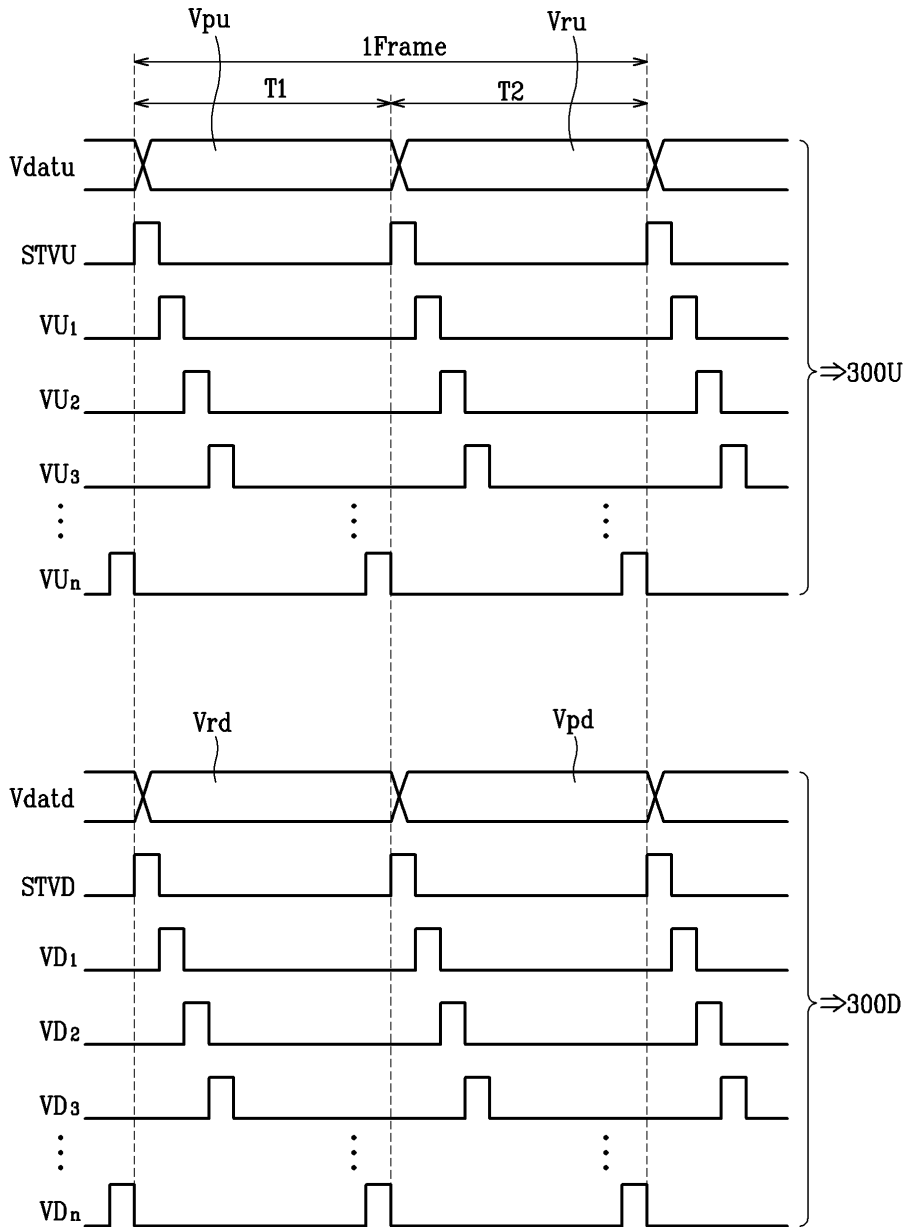 Vpu Vru
1Frame
T1 T2
Vdatu
STVU
VU1
VU2
⇒300U
VU3
VUn
Vrd Vpd
Vdatd
STVD
VD1
VD2
⇒300D
VD3
VDn